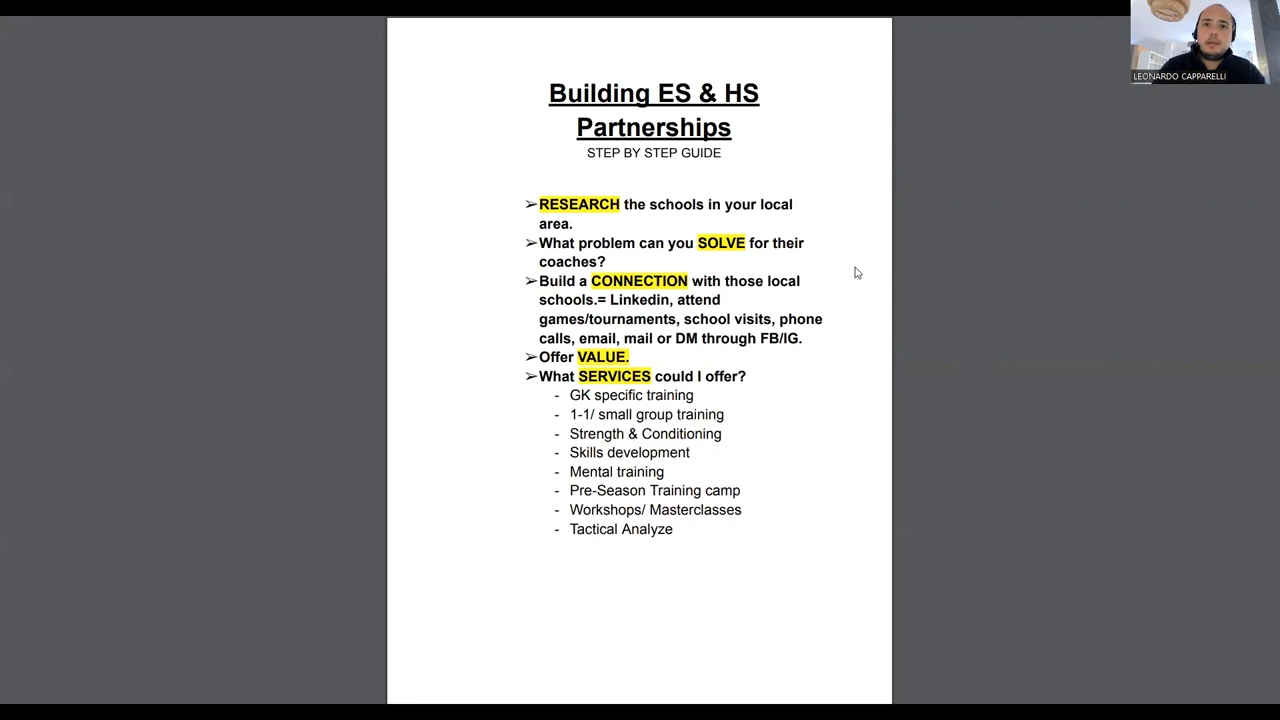 Building ES & HS
Partnerships
STEP BY STEP GUIDE
➢RESEARCH the schools in your local
area.
➢What problem can you SOLVE for their
coaches?
➢Build a CONNECTION with those local
schools.= Linkedin, attend
games/tournaments, school visits, phone
calls, email, mail or DM through FB/IG.
➢Offer VALUE.
➢What SERVICES could I offer?
- GK specific training
- 1-1/ small group training
- Strength & Conditioning
- Skills development
- Mental training
- Pre-Season Training camp
- Workshops/ Masterclasses
- Tactical Analyze
LEONARDO CAPPARELLI